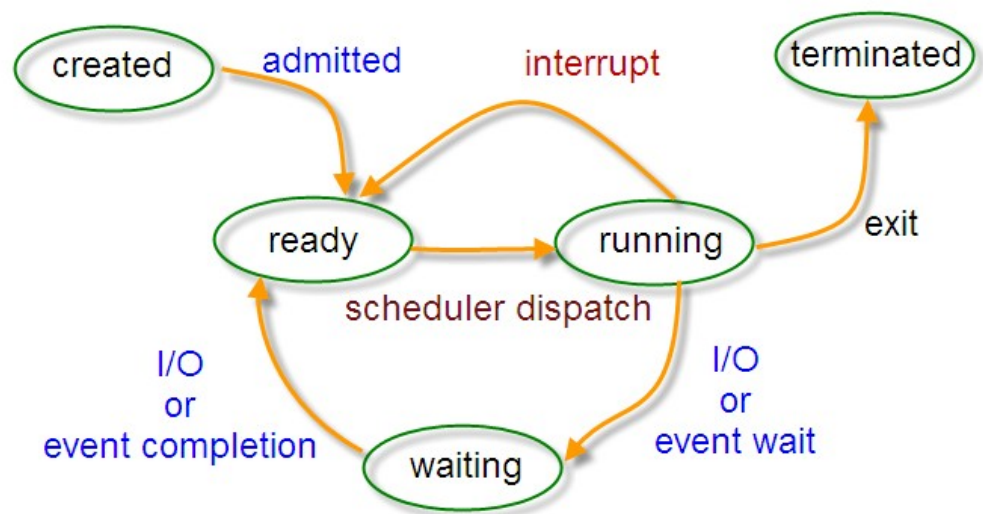 created
admitted
interrupt
terminated
ready
running
exit
scheduler dispatch
I/O
or
event completion
I/O
or
event wait
waiting